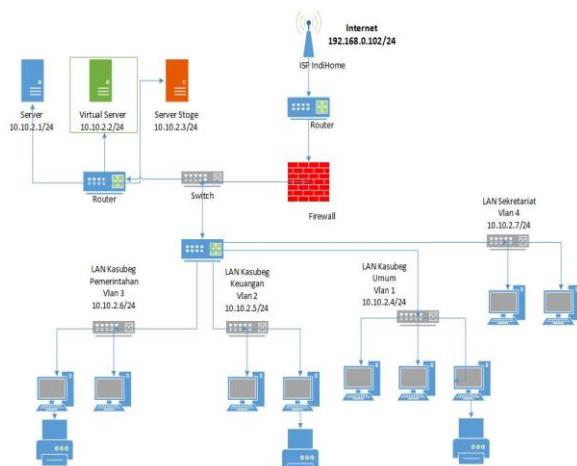 Internet
192.168.0.102/24
ISP IndiHome
Server
10.10.2.1/24
Virtual Server
10.10.2.2/24
Server Stoge
10.10.2.3/24
Router
Router
Switch
Firewall
LAN Sekretariat
Vlan 4
10.10.2.7/24
LAN Kasubeg
Pemerintahan
Vlan 3
10.10.2.6/24
LAN Kasubeg
Keuangan
Vlan 2
10.10.2.5/24
LAN Kasubeg
Umum
Vlan 1
10.10.2.4/24